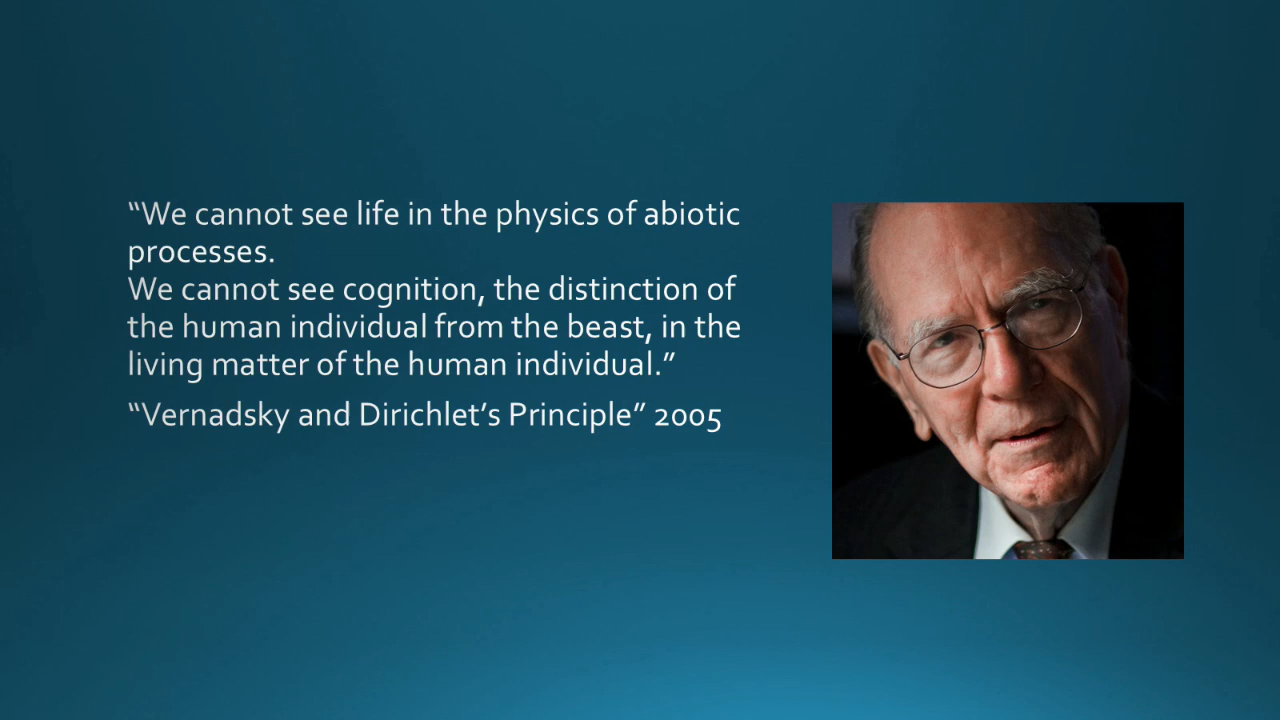 “We cannot see life in the physics of abiotic
processes.
We cannot see cognition, the distinction of
the human individual from the beast, in the
living matter of the human individual.”
“Vernadsky and Dirichlet’s Principle” 2005